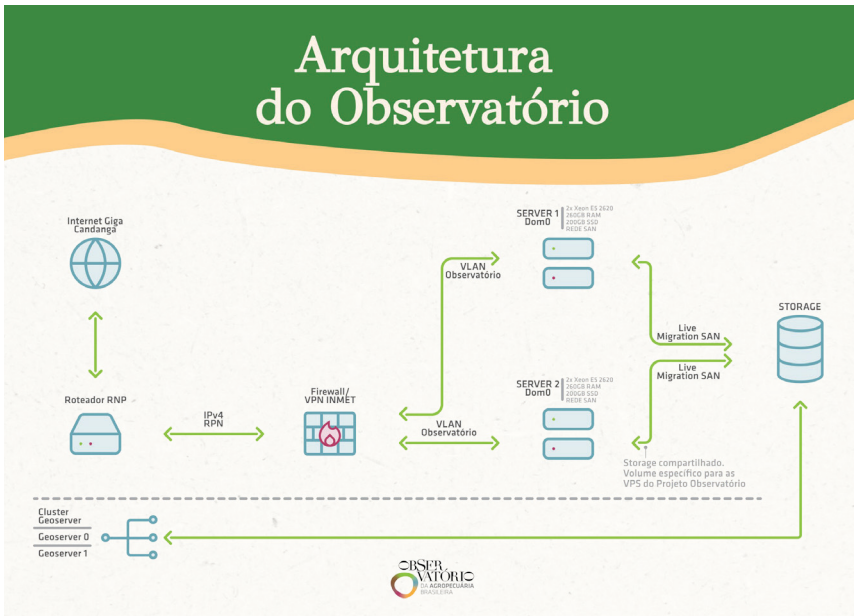 Arquitetura
do Observatório
Internet Giga
Candanga
Roteador RNP
IPv4
RPN
Firewall/
VPN INMET
VLAN
Observatório
VLAN
Observatório
SERVER 1
Dom0
2x Xeon E5 2620
260GB RAM
200GB SSD
REDE SAN
SERVER 2
Dom0
2x Xeon E5 2620
260GB RAM
200GB SSD
REDE SAN
Live
Migration SAN
Live
Migration SAN
STORAGE
Storage compartilhado.
Volume específico para as
VPS do Projeto Observatório
Cluster
Geoserver
Geoserver 0
Geoserver 1
OBSER
VATÓRIO
DA AGROPECUÁRIA
BRASILEIRA